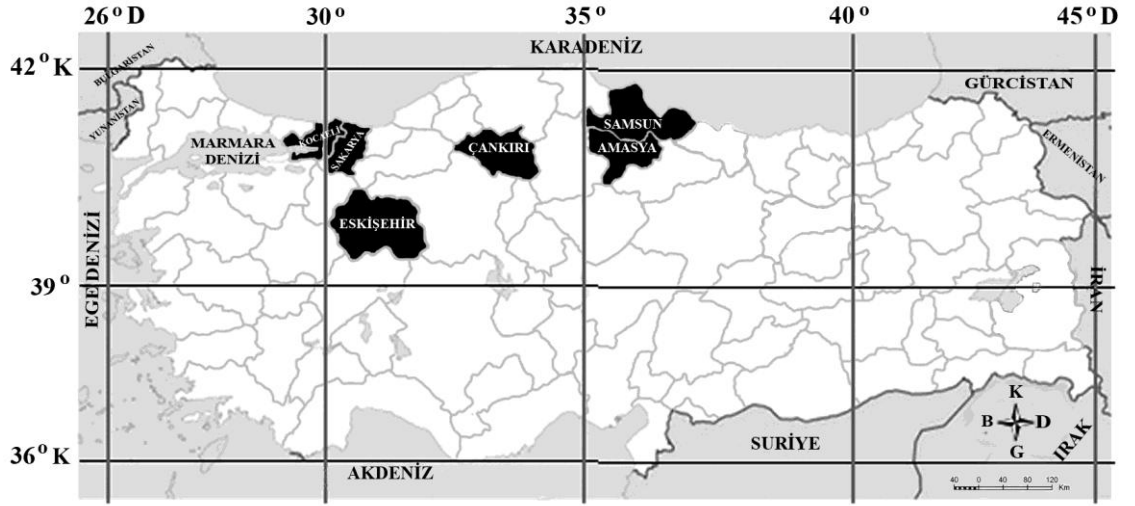 26° D
30°
35°
40°
45° D
KARADENİZ
42° K
BULGARİSTAN
GÜRCİSTAN
YUNANİSTAN
MARMARA
DENİZİ
KOCAELİ
SAKARYA
ÇANKIRI
SAMSUN
AMASYA
ERMENİSTAN
ESKİŞEHİR
EGE DENİZİ
39°
İRAN
K
B
D
G
SURİYE
IRAK
36° K
AKDENİZ
40 0 40 80 120 Km